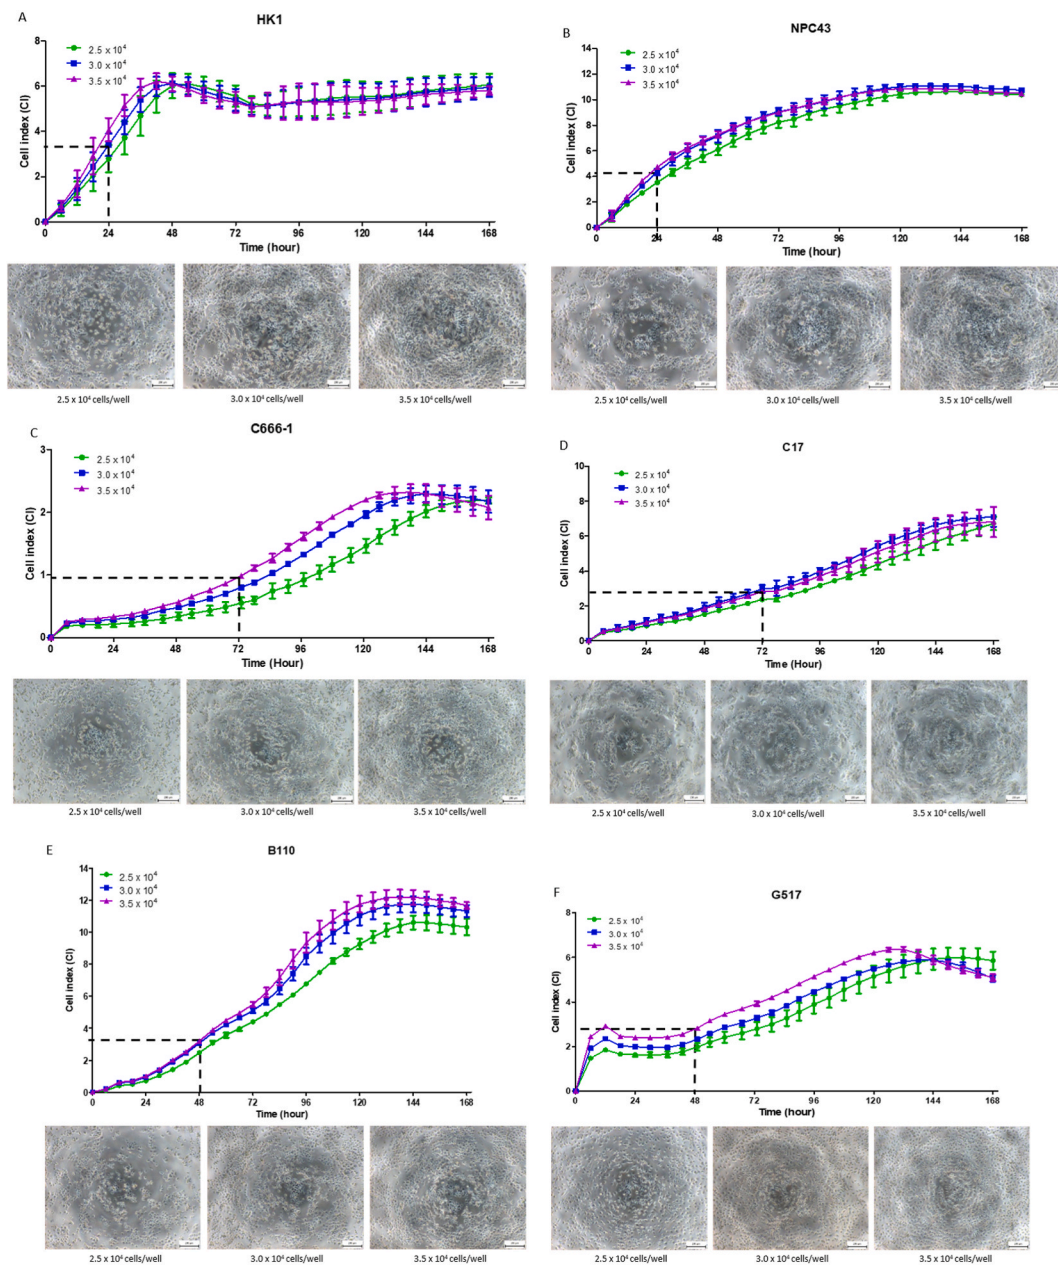 A
HK1
8
6
4
2
0
Cell index (CI)
2.5 x 10⁴
3.0 x 10⁴
3.5 x 10⁴
0 24 48 72 96 120 144 168
Time (hour)
2.5 x 10⁴ cells/well 3.0 x 10⁴ cells/well 3.5 x 10⁴ cells/well
B
NPC43
14
12
10
8
6
4
2
0
Cell index (CI)
2.5 x 10⁴
3.0 x 10⁴
3.5 x 10⁴
0 24 48 72 96 120 144 168
Time (hour)
2.5 x 10⁴ cells/well 3.0 x 10⁴ cells/well 3.5 x 10⁴ cells/well
C
C666-1
3
2
1
0
Cell index (CI)
2.5 x 10⁴
3.0 x 10⁴
3.5 x 10⁴
0 24 48 72 96 120 144 168
Time (Hour)
2.5 x 10⁴ cells/well 3.0 x 10⁴ cells/well 3.5 x 10⁴ cells/well
D
C17
10
8
6
4
2
0
Cell index (CI)
2.5 x 10⁴
3.0 x 10⁴
3.5 x 10⁴
0 24 48 72 96 120 144 168
Time (Hour)
2.5 x 10⁴ cells/well 3.0 x 10⁴ cells/well 3.5 x 10⁴ cells/well
E
B110
14
12
10
8
6
4
2
0
Cell index (CI)
2.5 x 10⁴
3.0 x 10⁴
3.5 x 10⁴
0 24 48 72 96 120 144 168
Time (hour)
2.5 x 10⁴ cells/well 3.0 x 10⁴ cells/well 3.5 x 10⁴ cells/well
F
G517
8
6
4
2
0
Cell index (CI)
2.5 x 10⁴
3.0 x 10⁴
3.5 x 10⁴
0 24 48 72 96 120 144 168
Time (hour)
2.5 x 10⁴ cells/well 3.0 x 10⁴ cells/well 3.5 x 10⁴ cells/well